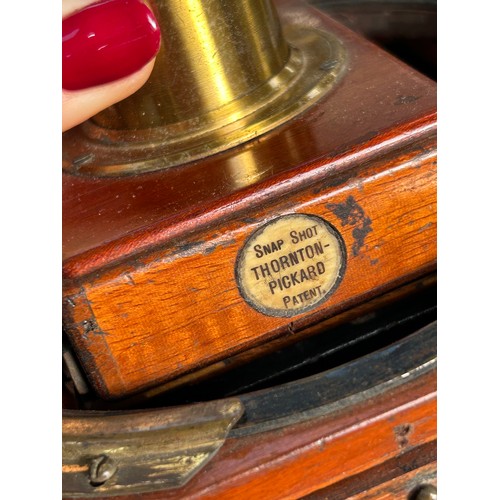 SNAP SHOT
THORNTON-
PICKARD
PATENT.